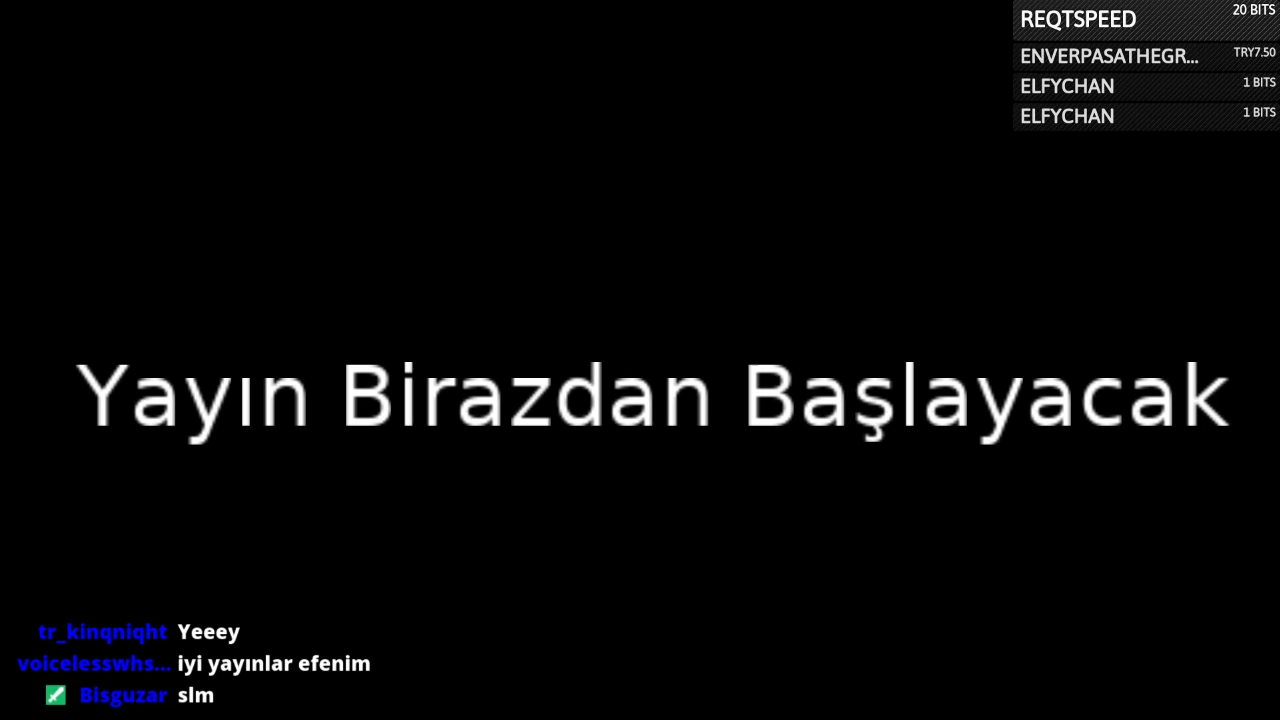 REQTSPEED 20 BITS
ENVERPASATHEGR... TRY7.50
ELFYCHAN 1 BITS
ELFYCHAN 1 BITS
Yayın Birazdan Başlayacak
tr_kinqniqht Yeeey
voicelesswhs... iyi yayınlar efenim
Bisguzar slm